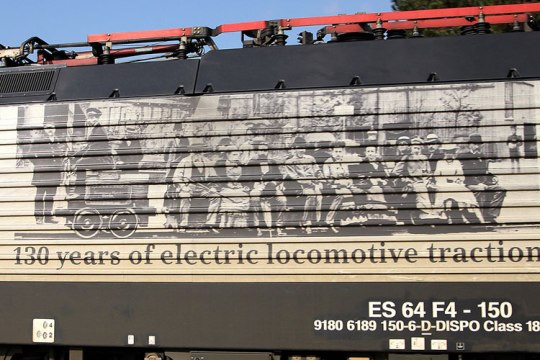 130 years of electric locomotive traction
ES 64 F4 - 150
9180 6189 150-6-D-DISPO Class 18